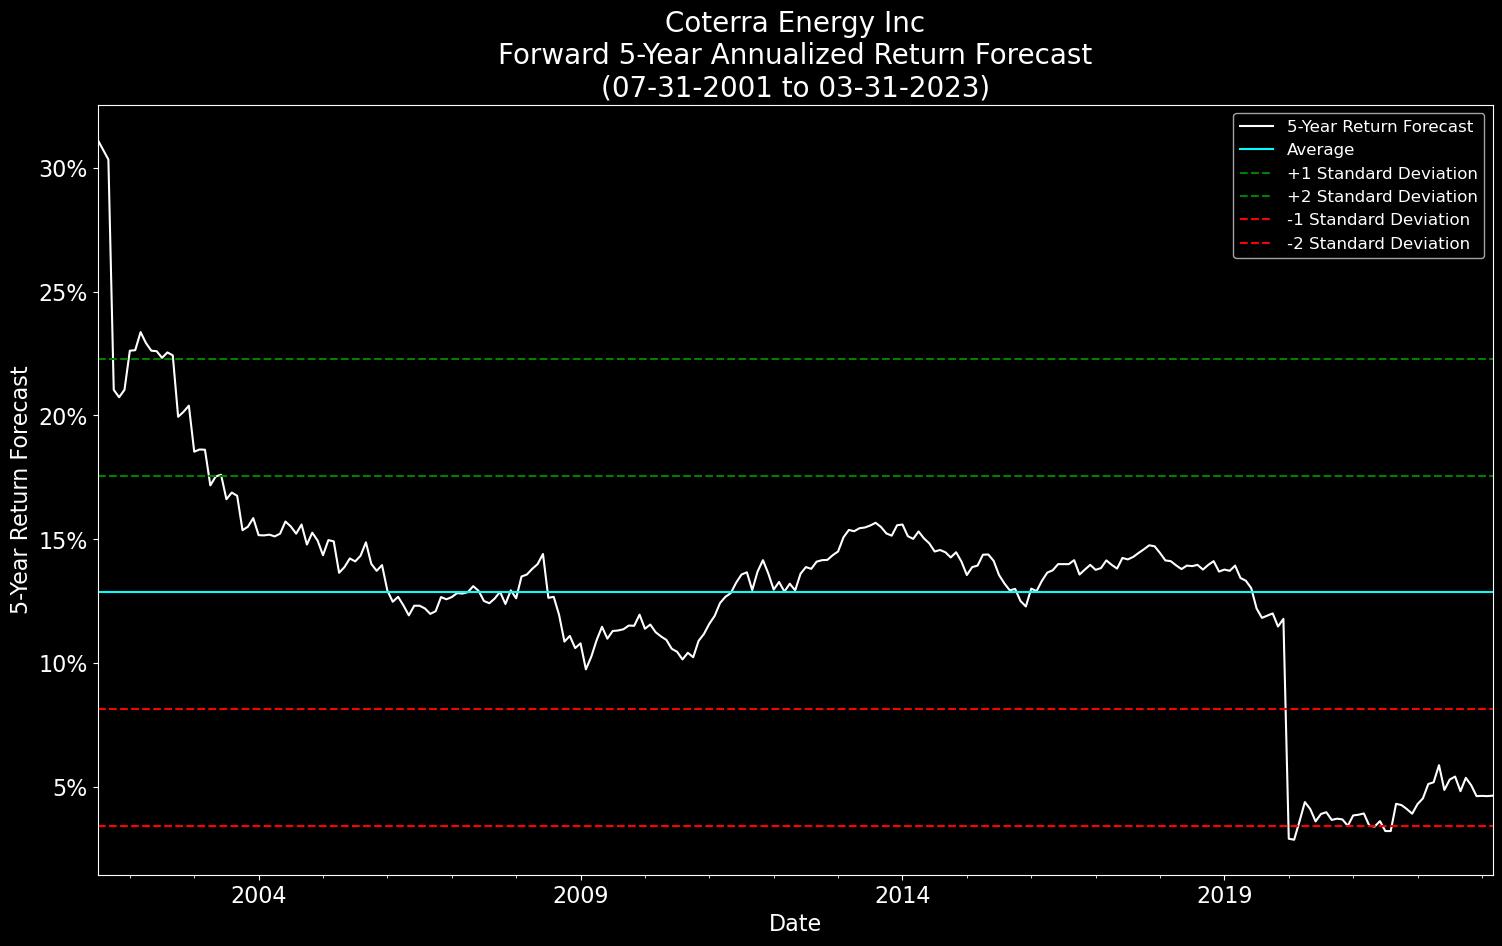 Coterra Energy Inc
Forward 5-Year Annualized Return Forecast
(07-31-2001 to 03-31-2023)
5-Year Return Forecast
Average
+1 Standard Deviation
+2 Standard Deviation
-1 Standard Deviation
-2 Standard Deviation
30%
25%
20%
15%
10%
5%
5-Year Return Forecast
2004
2009
2014
2019
Date